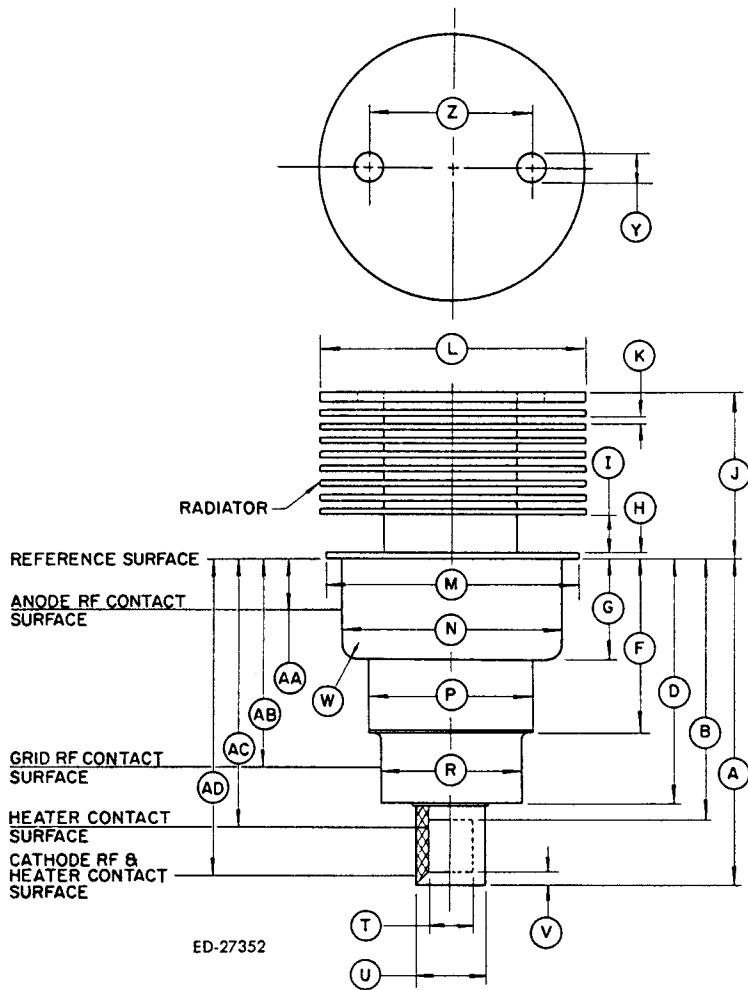 Z
Y
L
K
I
J
H
RADIATOR
REFERENCE SURFACE
M
ANODE RF CONTACT
SURFACE
G
N
F
AA
W
D
P
AB
B
AC
GRID RF CONTACT
SURFACE
R
A
AD
HEATER CONTACT
SURFACE
CATHODE RF &
HEATER CONTACT
SURFACE
T
V
ED-27352
U